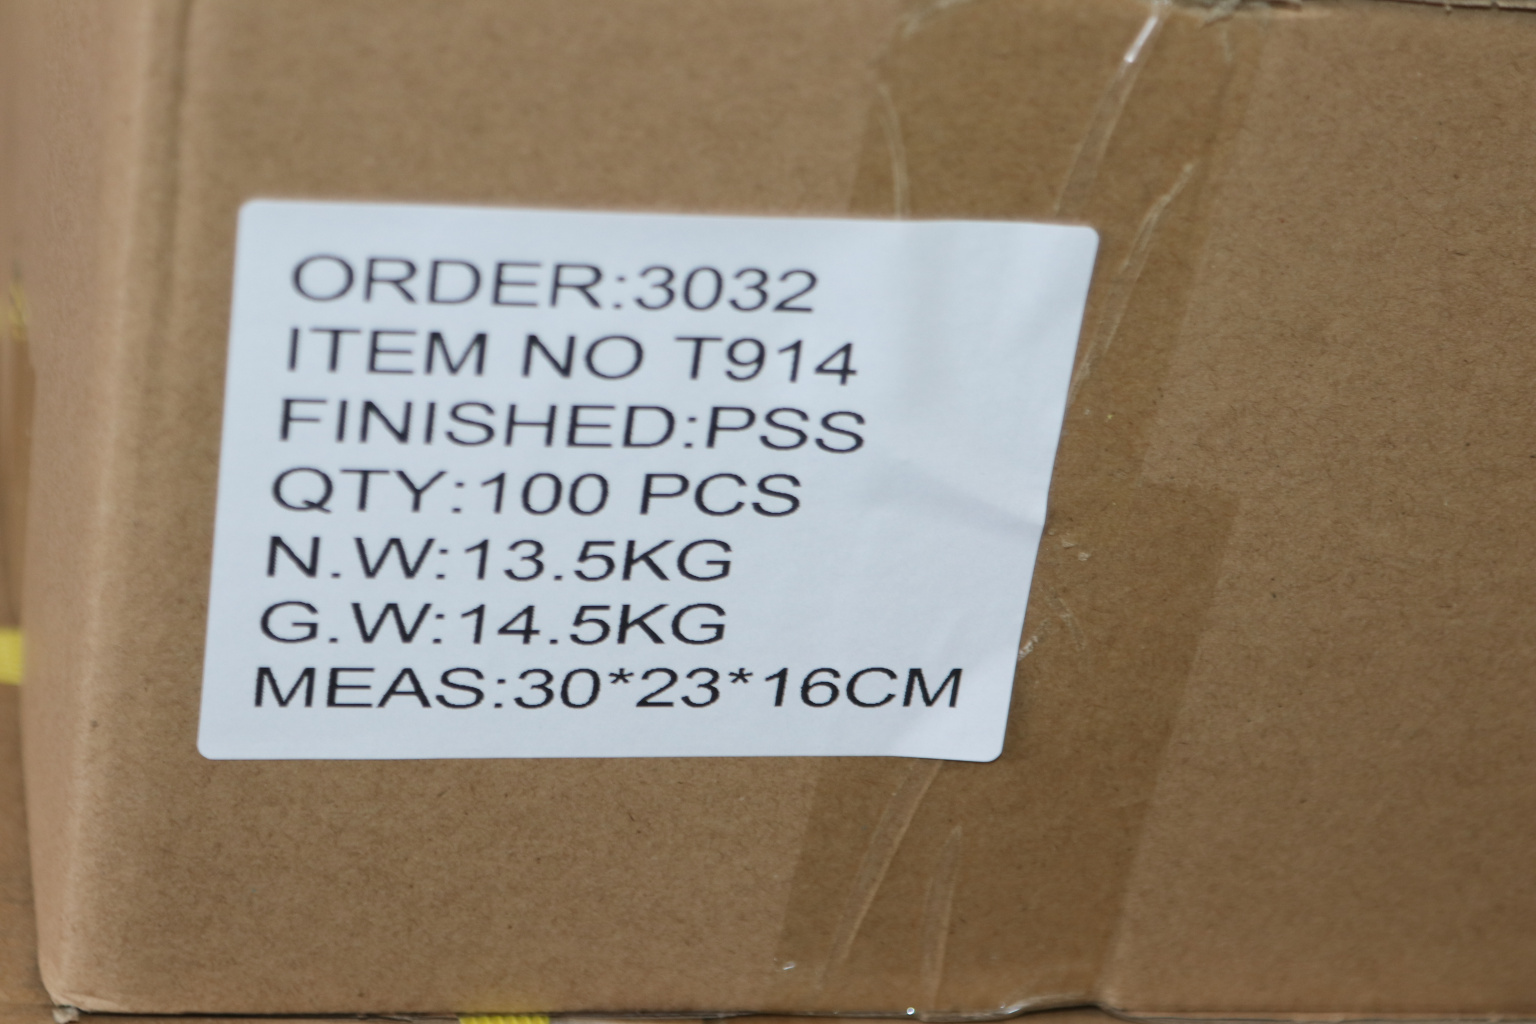 ORDER:3032
ITEM NO T914
FINISHED:PSS
QTY:100 PCS
N.W:13.5KG
G.W:14.5KG
MEAS:30*23*16CM